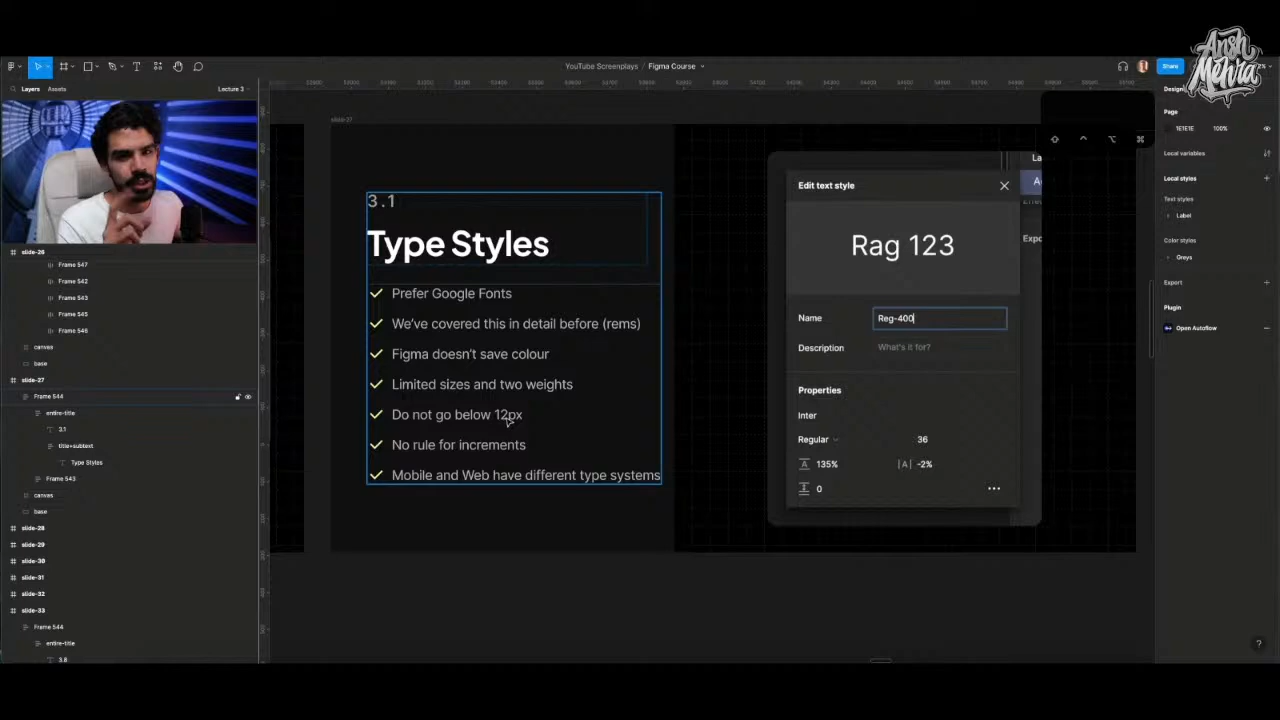 YouTube Screenplays / Figma Course
Share
Ansh
Mehra
Layers
Assets
Lecture 3
Design
Page
1E1E1E
100%
Local variables
Local styles
Text styles
Label
Color styles
Greys
Export
Plugin
Open Autoflow
slide-26
Frame 547
Frame 542
Frame 543
Frame 545
Frame 546
canvas
base
slide-27
Frame 544
entire-title
3.1
title+subtext
Type Styles
Frame 543
canvas
base
slide-28
slide-29
slide-30
slide-31
slide-32
slide-33
Frame 544
entire-title
3.8
slide-27
3.1
Type Styles
Prefer Google Fonts
We've covered this in detail before (rems)
Figma doesn't save colour
Limited sizes and two weights
Do not go below 12px
No rule for increments
Mobile and Web have different type systems
Edit text style
Rag 123
Name
Reg-400
Description
What's it for?
Properties
Inter
Regular
36
135%
|A| -2%
0
?